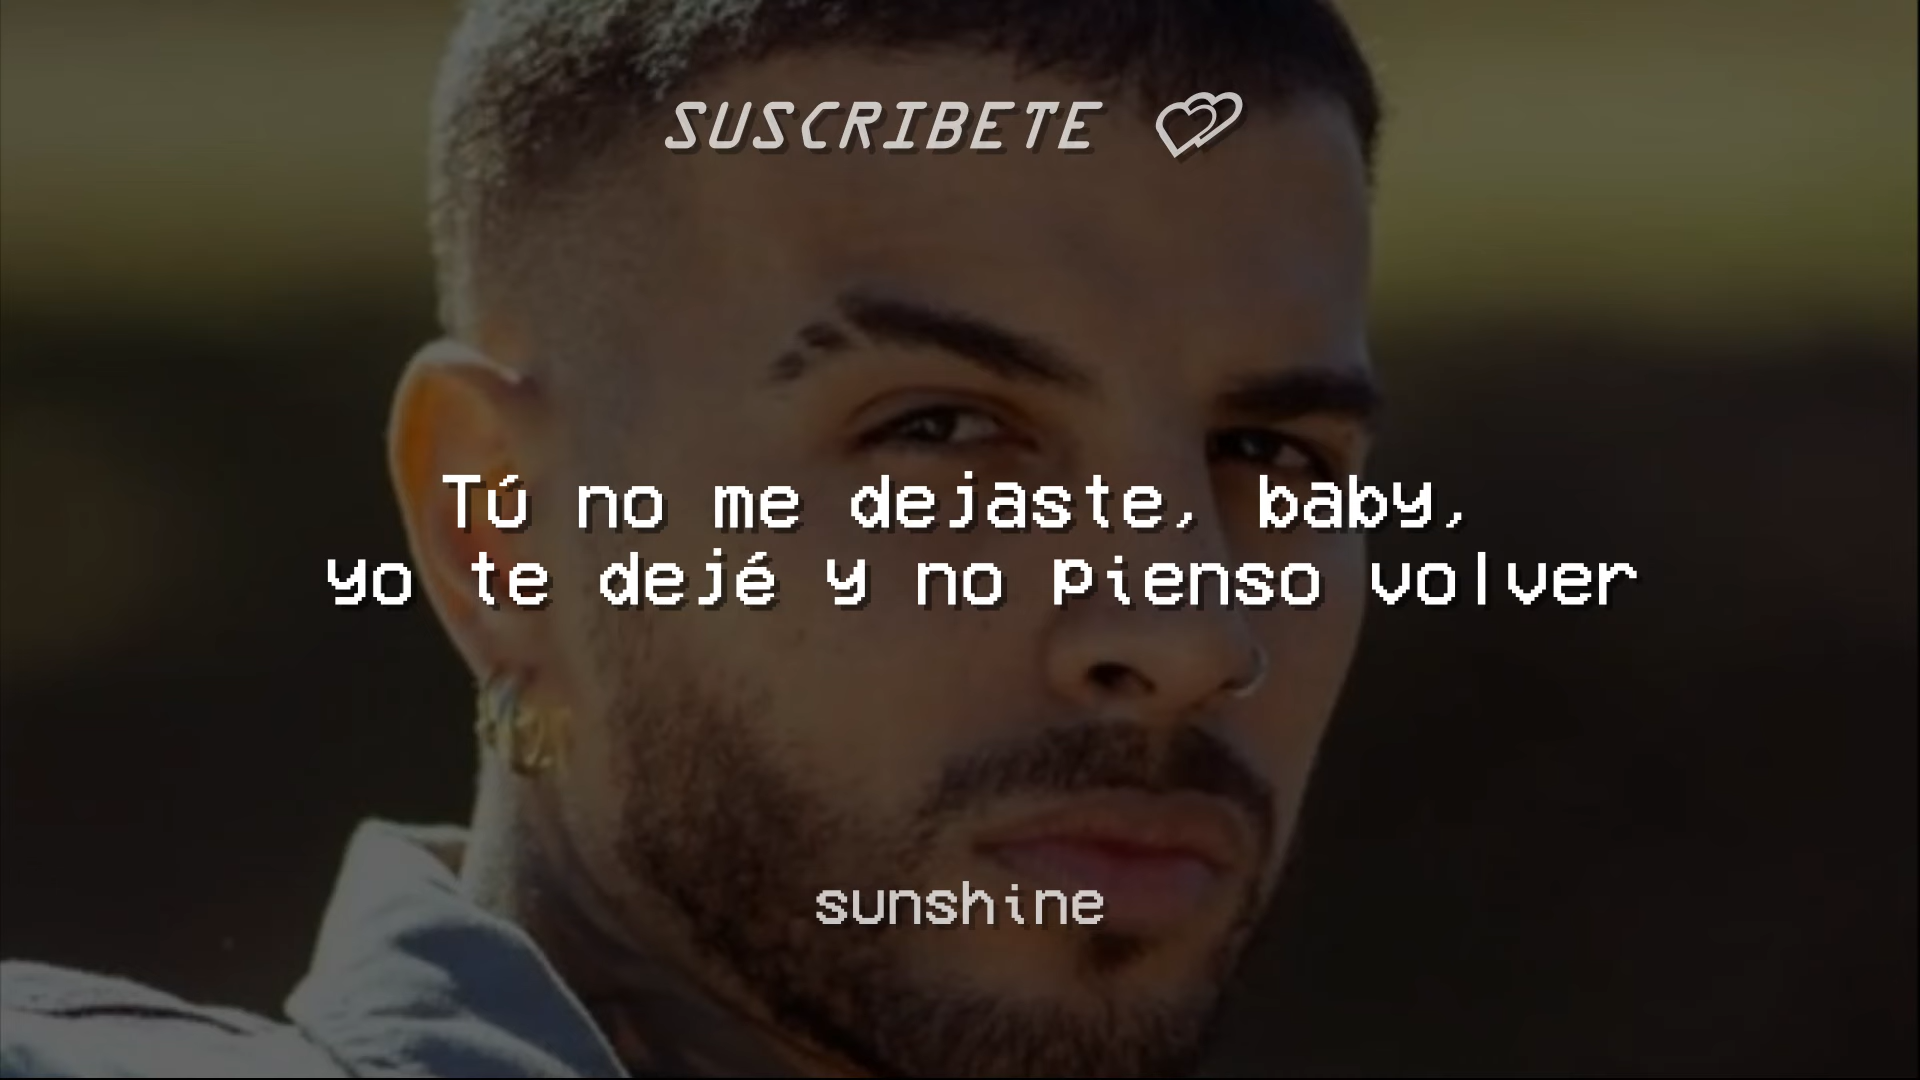 SUSCRIBETE 💕
Tú no me dejaste, baby,
yo te dejé y no pienso volver
sunshine